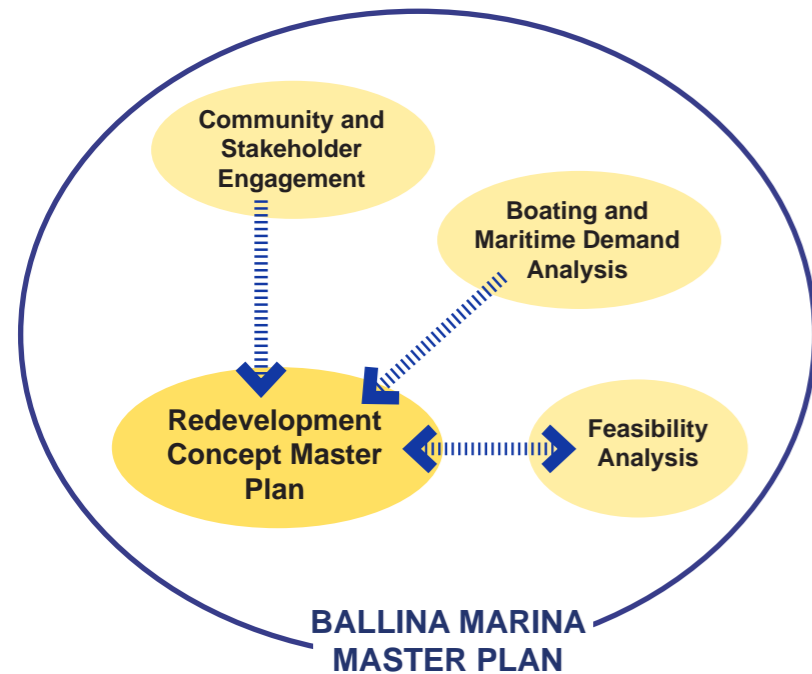 Community and
Stakeholder
Engagement
Boating and
Maritime Demand
Analysis
Redevelopment
Concept Master
Plan
Feasibility
Analysis
BALLINA MARINA
MASTER PLAN